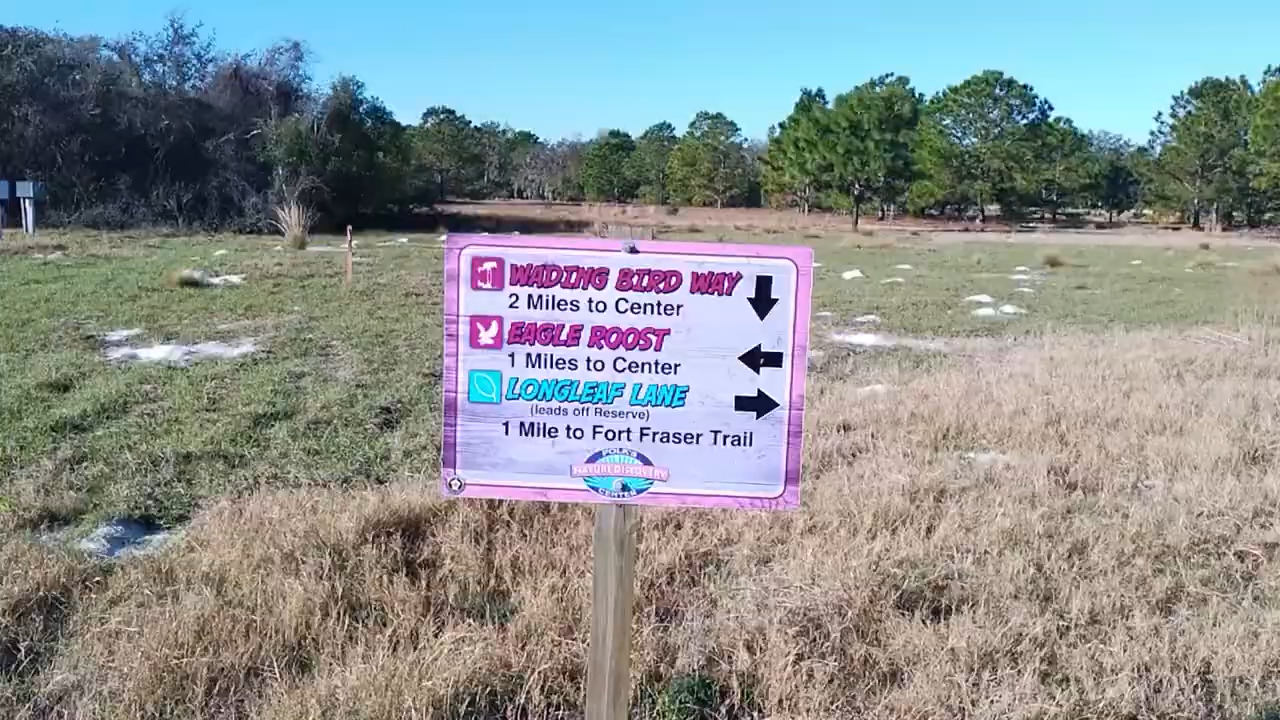 WADING BIRD WAY
2 Miles to Center
EAGLE ROOST
1 Miles to Center
LONGLEAF LANE
(leads off Reserve)
1 Mile to Fort Fraser Trail
POLK'S
NATURE DISCOVERY
CENTER